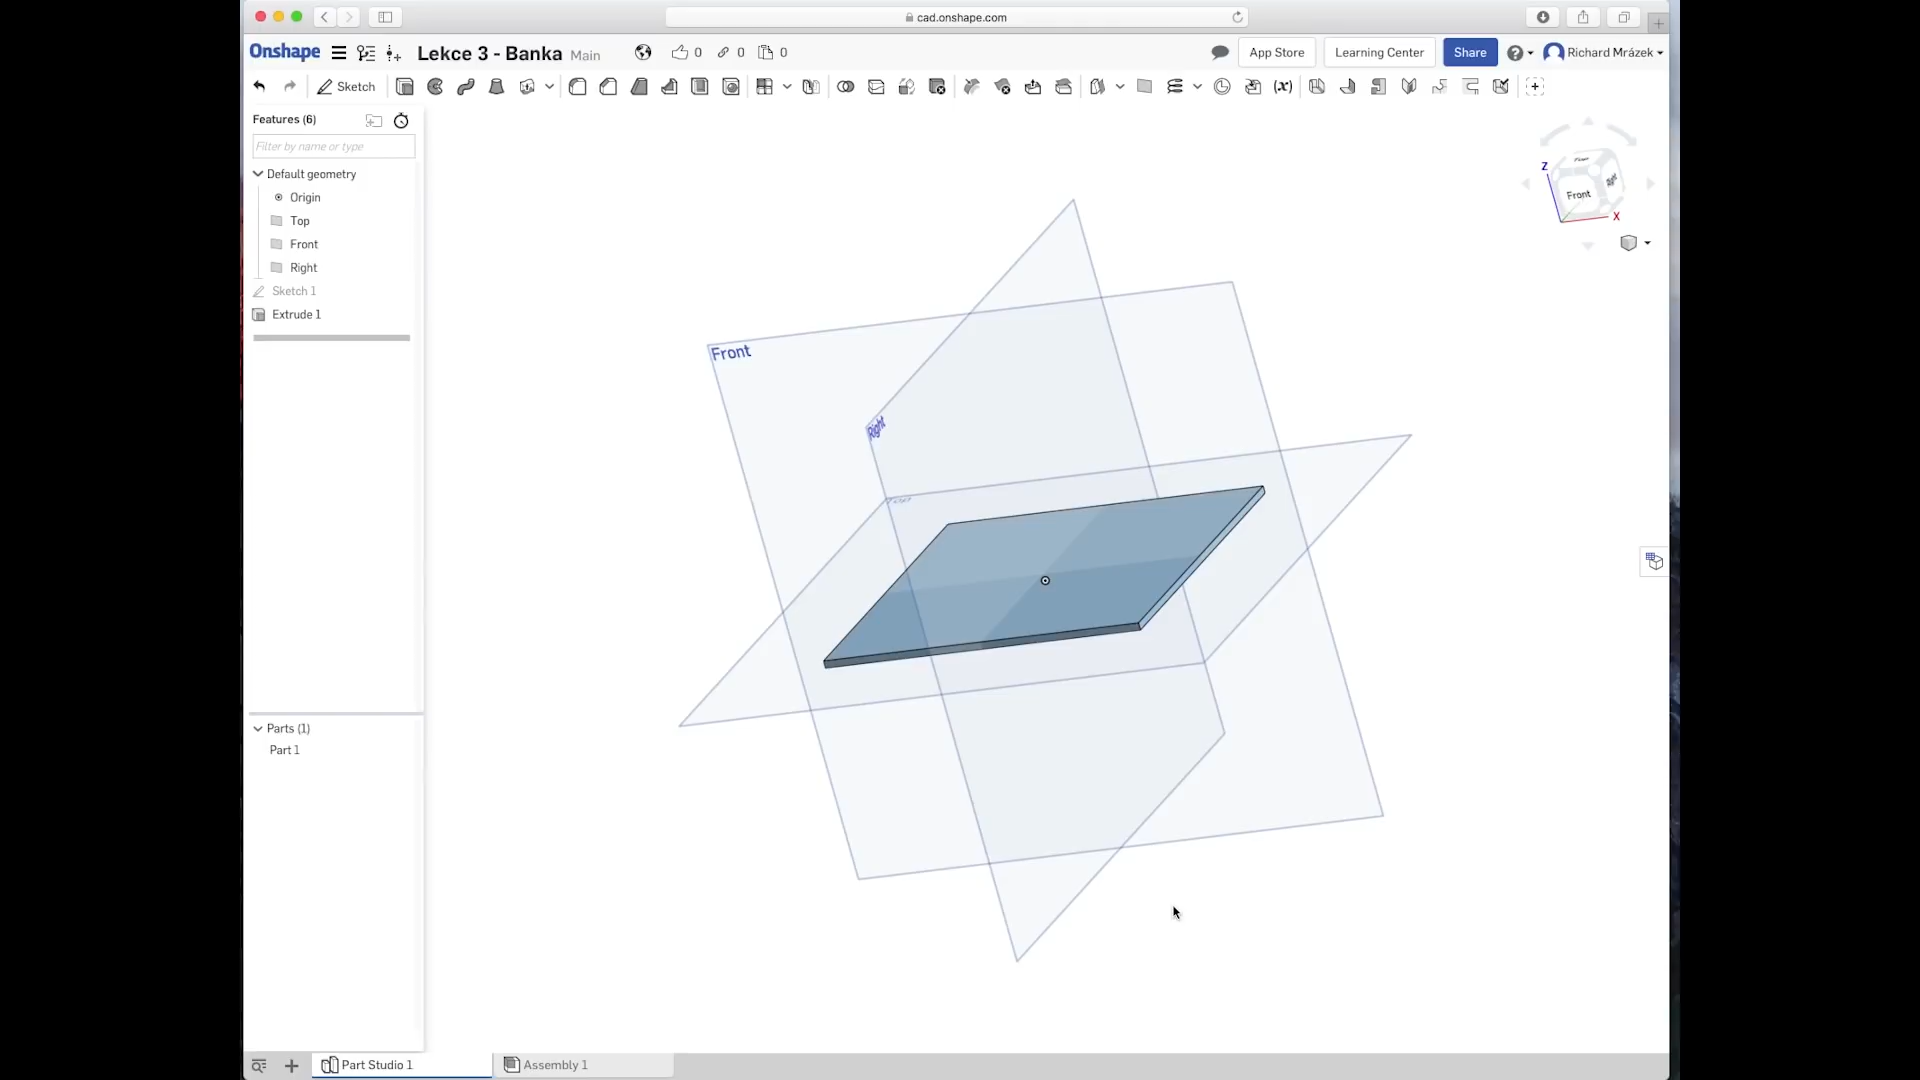 cad.onshape.com
Onshape Lekce 3 - Banka Main 0 0 0 App Store Learning Center Share Richard Mrázek
Sketch (x)
Features (6)
Filter by name or type
Default geometry
Origin
Top
Front
Right
Sketch 1
Extrude 1
Parts (1)
Part 1
Front
Right
Z
Front
X
Part Studio 1 Assembly 1